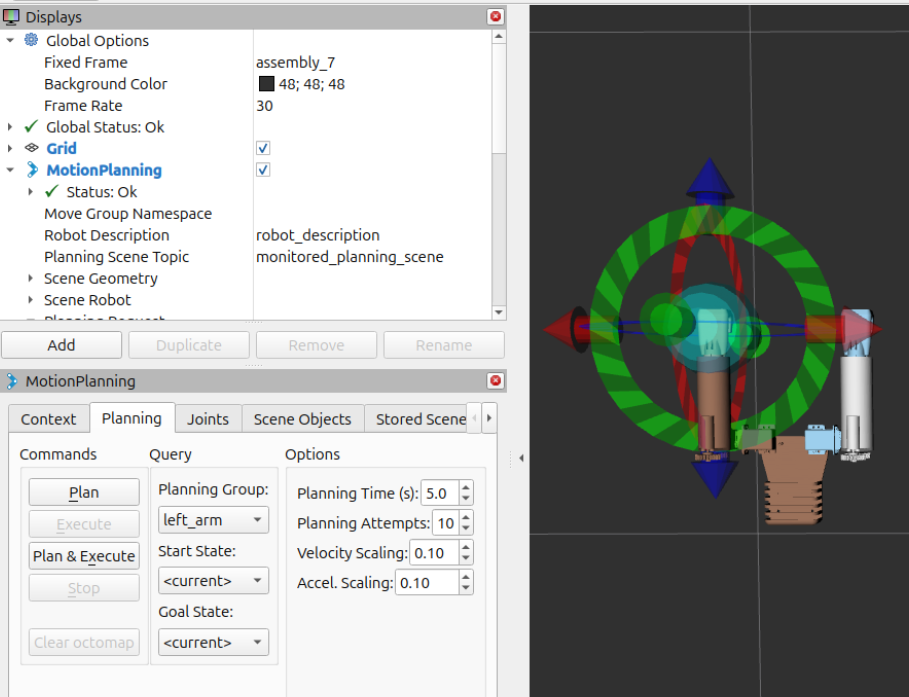 Displays
Global Options
Fixed Frame assembly_7
Background Color 48; 48; 48
Frame Rate 30
Global Status: Ok
Grid
MotionPlanning
Status: Ok
Move Group Namespace
Robot Description robot_description
Planning Scene Topic monitored_planning_scene
Scene Geometry
Scene Robot
Planning Request
Add Duplicate Remove Rename
MotionPlanning
Context Planning Joints Scene Objects Stored Scene
Commands Query Options
Plan Planning Group: Planning Time (s): 5.0
Execute left_arm Planning Attempts: 10
Plan & Execute Start State: Velocity Scaling: 0.10
Stop <current> Accel. Scaling: 0.10
Goal State:
Clear octomap <current>